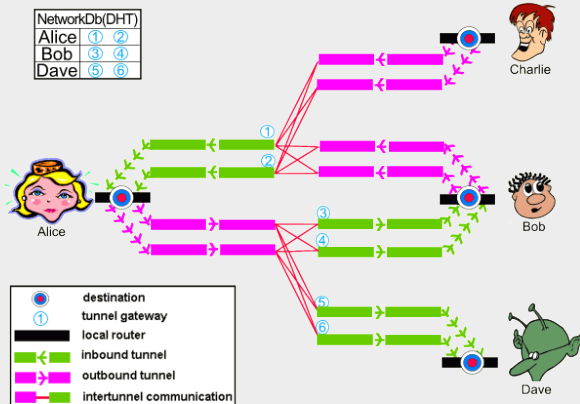 NetworkDb(DHT)
Alice ① ②
Bob ③ ④
Dave ⑤ ⑥
Charlie
①
②
Alice
③
④
Bob
⑤
⑥
Dave
destination
① tunnel gateway
local router
inbound tunnel
outbound tunnel
intertunnel communication